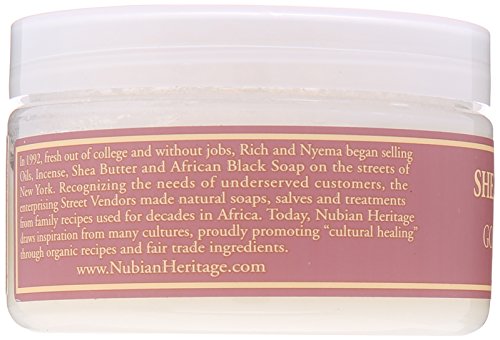 In 1992, fresh out of college and without jobs, Rich and Nyema began selling
Oils, Incense, Shea Butter and African Black Soap on the streets of
New York. Recognizing the needs of underserved customers, the
enterprising Street Vendors made natural soaps, salves and treatments
from family recipes used for decades in Africa. Today, Nubian Heritage
draws inspiration from many cultures, proudly promoting “cultural healing”
through organic recipes and fair trade ingredients.
www.NubianHeritage.com